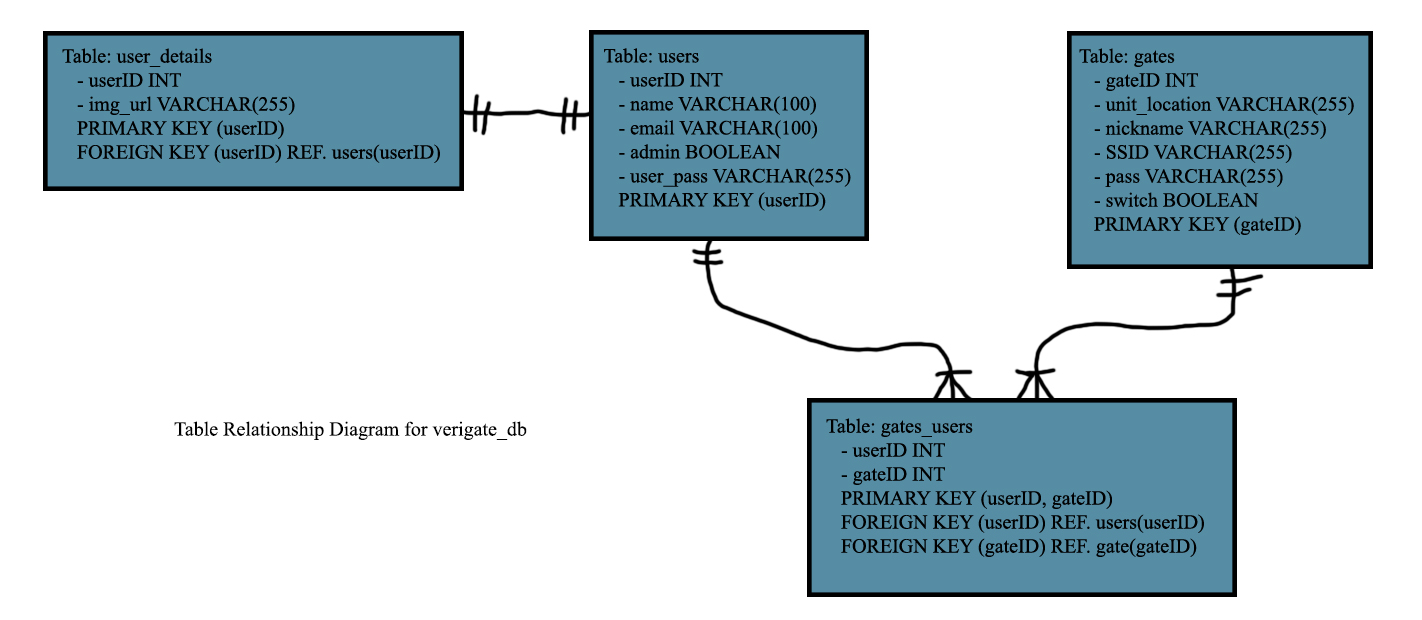 Table: user_details
- userID INT
- img_url VARCHAR(255)
PRIMARY KEY (userID)
FOREIGN KEY (userID) REF. users(userID)
Table: users
- userID INT
- name VARCHAR(100)
- email VARCHAR(100)
- admin BOOLEAN
- user_pass VARCHAR(255)
PRIMARY KEY (userID)
Table: gates
- gateID INT
- unit_location VARCHAR(255)
- nickname VARCHAR(255)
- SSID VARCHAR(255)
- pass VARCHAR(255)
- switch BOOLEAN
PRIMARY KEY (gateID)
Table Relationship Diagram for verigate_db
Table: gates_users
- userID INT
- gateID INT
PRIMARY KEY (userID, gateID)
FOREIGN KEY (userID) REF. users(userID)
FOREIGN KEY (gateID) REF. gate(gateID)